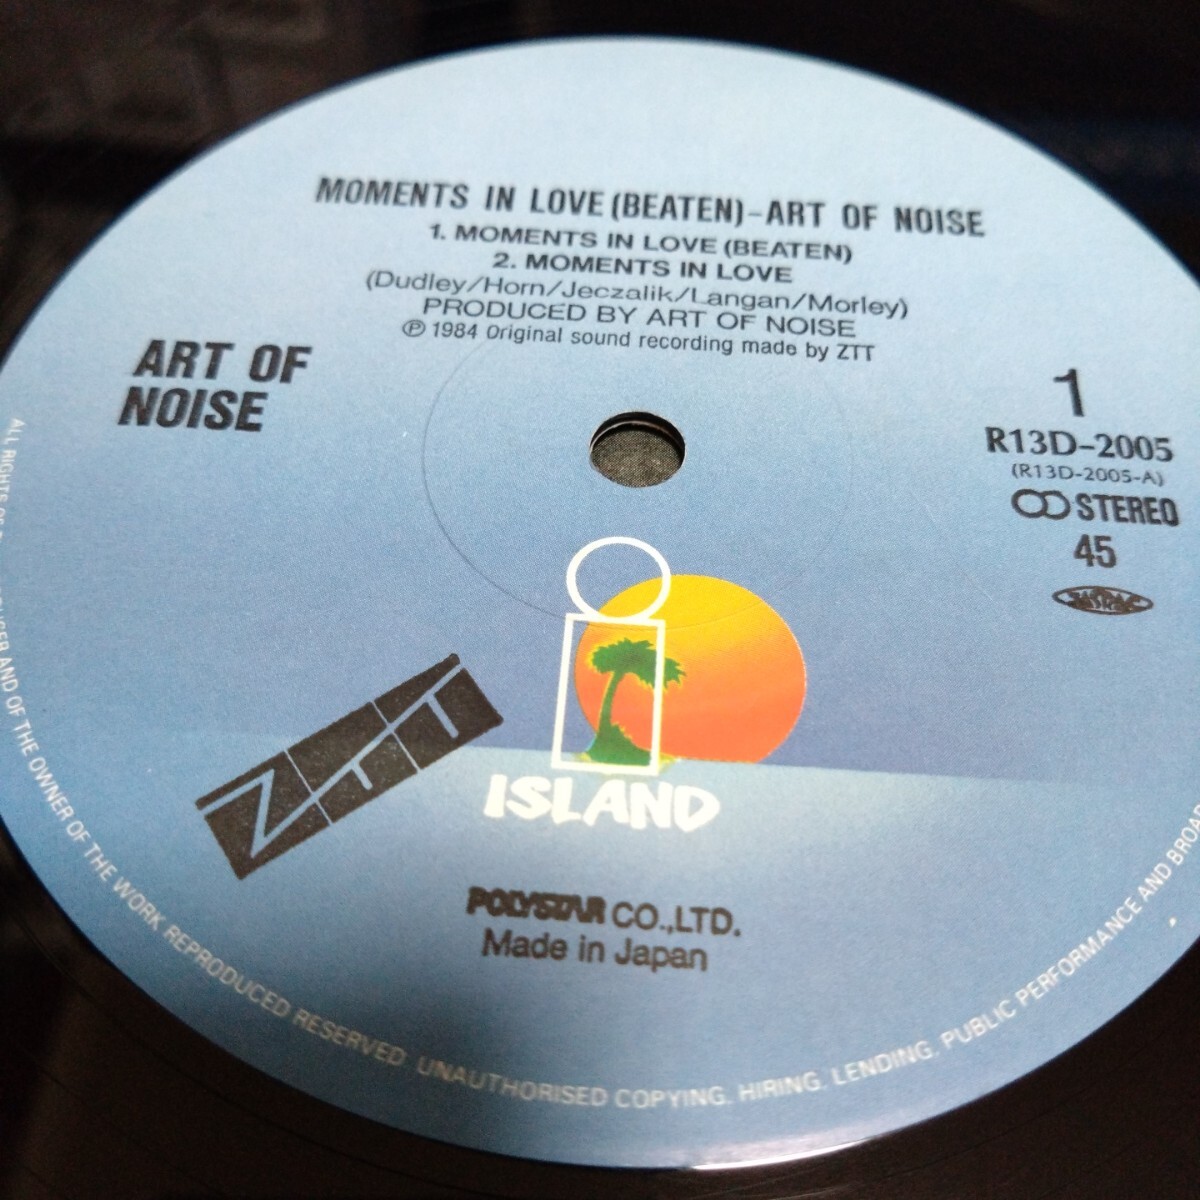 MOMENTS IN LOVE (BEATEN)-ART OF NOISE
1. MOMENTS IN LOVE (BEATEN)
2. MOMENTS IN LOVE
(Dudley/Horn/Jeczalik/Langan/Morley)
PRODUCED BY ART OF NOISE
℗ 1984 Original sound recording made by ZTT
ART OF
NOISE
1
R13D-2005
(R13D-2005-A)
STEREO
45
ZTT
i
ISLAND
POLYSTAR CO.,LTD.
Made in Japan
ALL RIGHTS OF AND OF THE OWNER OF THE WORK REPRODUCED RESERVED. UNAUTHORISED COPYING. HIRING. LENDING. PUBLIC PERFORMANCE AND